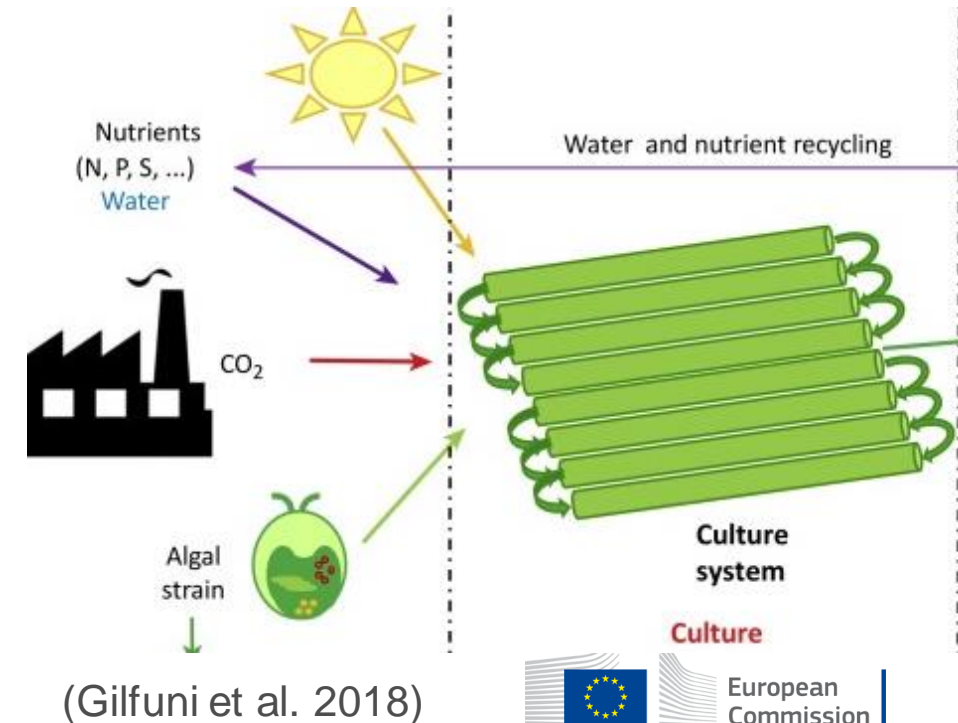 Nutrients
(N, P, S, ...)
Water
Water and nutrient recycling
CO₂
Algal
strain
Culture
system
Culture
(Gilfuni et al. 2018)
European
Commission